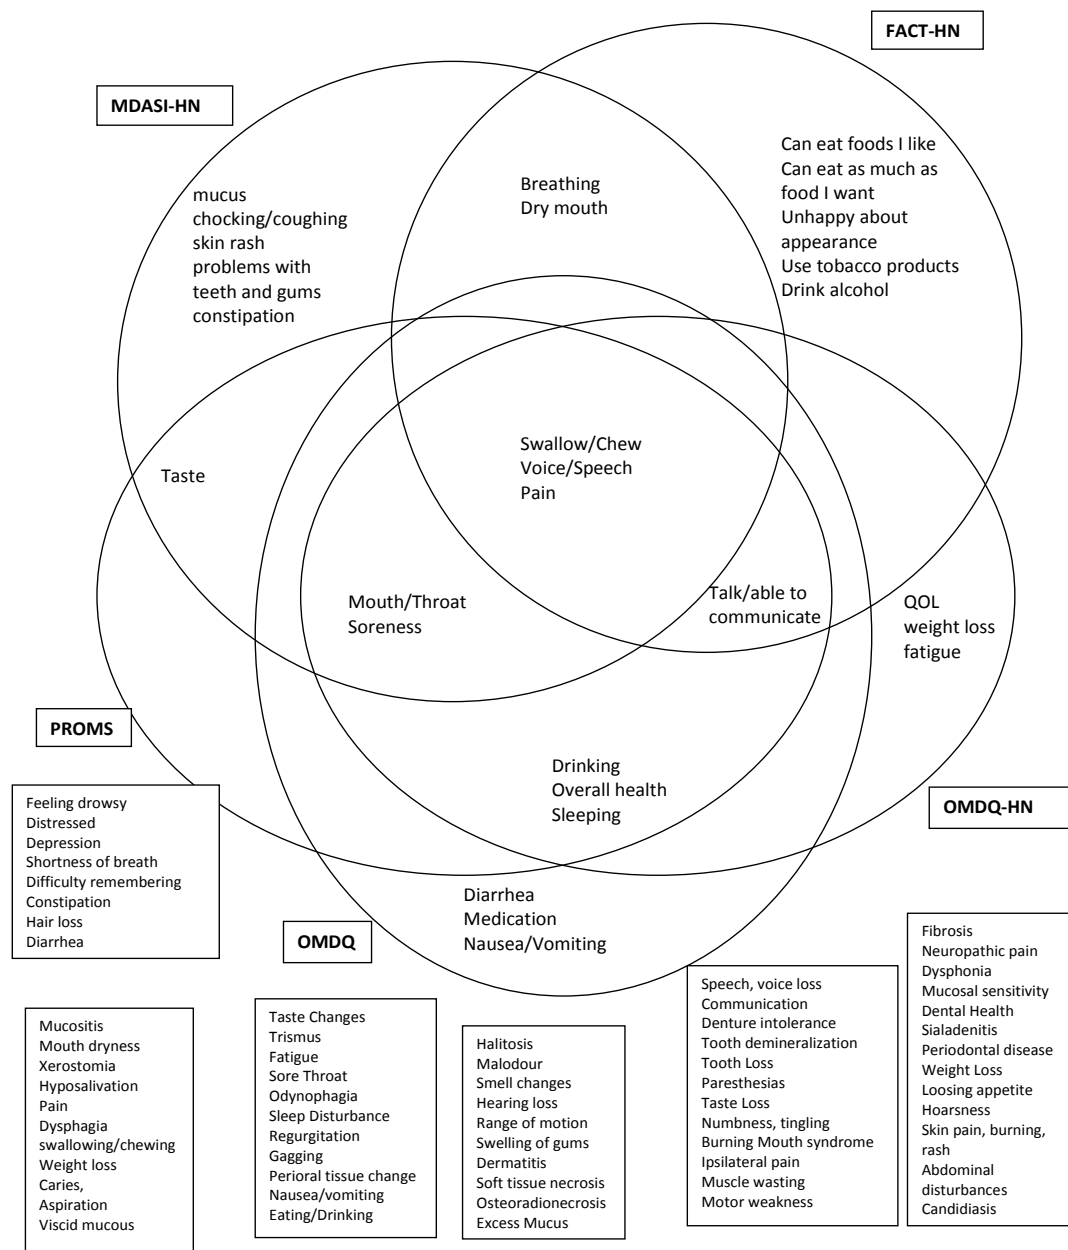 FACT-HN
MDASI-HN
Can eat foods I like
Can eat as much as
food I want
Unhappy about
appearance
Use tobacco products
Drink alcohol
Breathing
Dry mouth
mucus
chocking/coughing
skin rash
problems with
teeth and gums
constipation
Swallow/Chew
Voice/Speech
Pain
Taste
Mouth/Throat
Soreness
Talk/able to
communicate
QOL
weight loss
fatigue
PROMS
Drinking
Overall health
Sleeping
OMDQ-HN
Feeling drowsy
Distressed
Depression
Shortness of breath
Difficulty remembering
Constipation
Hair loss
Diarrhea
OMDQ
Diarrhea
Medication
Nausea/Vomiting
Mucositis
Mouth dryness
Xerostomia
Hyposalivation
Pain
Dysphagia
swallowing/chewing
Weight loss
Caries,
Aspiration
Viscid mucous
Taste Changes
Trismus
Fatigue
Sore Throat
Odynophagia
Sleep Disturbance
Regurgitation
Gagging
Perioral tissue change
Nausea/vomiting
Eating/Drinking
Halitosis
Malodour
Smell changes
Hearing loss
Range of motion
Swelling of gums
Dermatitis
Soft tissue necrosis
Osteoradionecrosis
Excess Mucus
Speech, voice loss
Communication
Denture intolerance
Tooth demineralization
Tooth Loss
Paresthesias
Taste Loss
Numbness, tingling
Burning Mouth syndrome
Ipsilateral pain
Muscle wasting
Motor weakness
Fibrosis
Neuropathic pain
Dysphonia
Mucosal sensitivity
Dental Health
Sialadenitis
Periodontal disease
Weight Loss
Loosing appetite
Hoarsness
Skin pain, burning,
rash
Abdominal
disturbances
Candidiasis